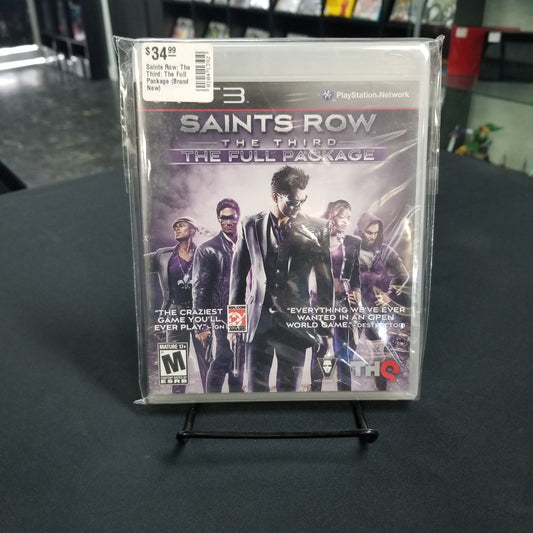 $34.99
Saints Row: The
Third: The Full
Package (Brand
New)
PS3
PlayStation Network
SAINTS ROW
THE THIRD
THE FULL PACKAGE
"THE CRAZIEST
GAME YOU'LL
EVER PLAY." - IGN
"EVERYTHING WE'VE EVER
WANTED IN AN OPEN
WORLD GAME." - DESTRUCTOID
MATURE 17+
M
ESRB
THQ